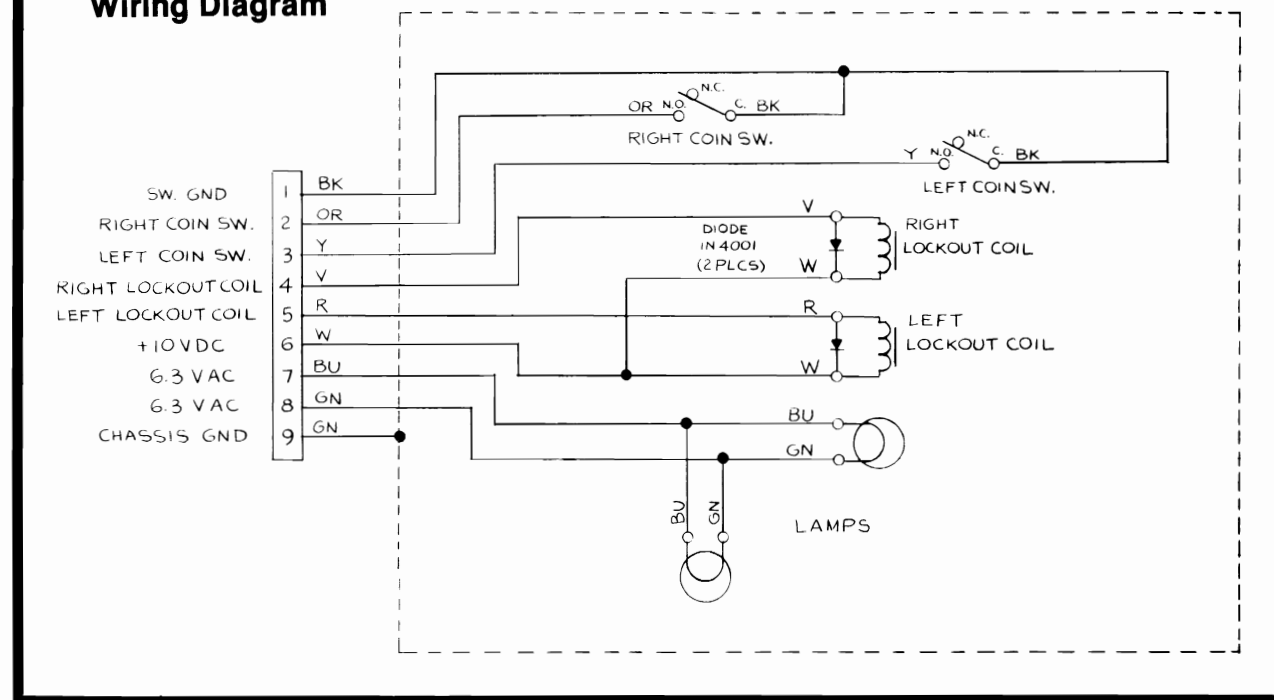 Wiring Diagram
N.C.
OR N.O. C. BK
RIGHT COIN SW.
N.C.
Y N.O. C. BK
LEFT COIN SW.
SW. GND 1 BK
RIGHT COIN SW. 2 OR
LEFT COIN SW. 3 Y
RIGHT LOCKOUT COIL 4 V
LEFT LOCKOUT COIL 5 R
+10VDC 6 W
6.3 VAC 7 BU
6.3 VAC 8 GN
CHASSIS GND 9 GN
V
DIODE
IN 4001
(2 PLCS)
W
RIGHT
LOCKOUT COIL
R
W
LEFT
LOCKOUT COIL
BU
GN
BU
GN
LAMPS